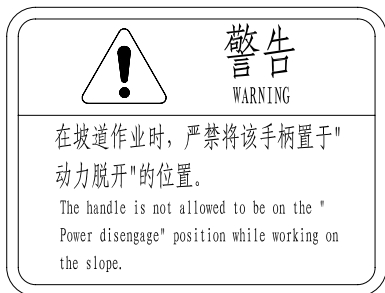 警告
WARNING
在坡道作业时，严禁将该手柄置于"
动力脱开"的位置。
The handle is not allowed to be on the "
Power disengage" position while working on
the slope.